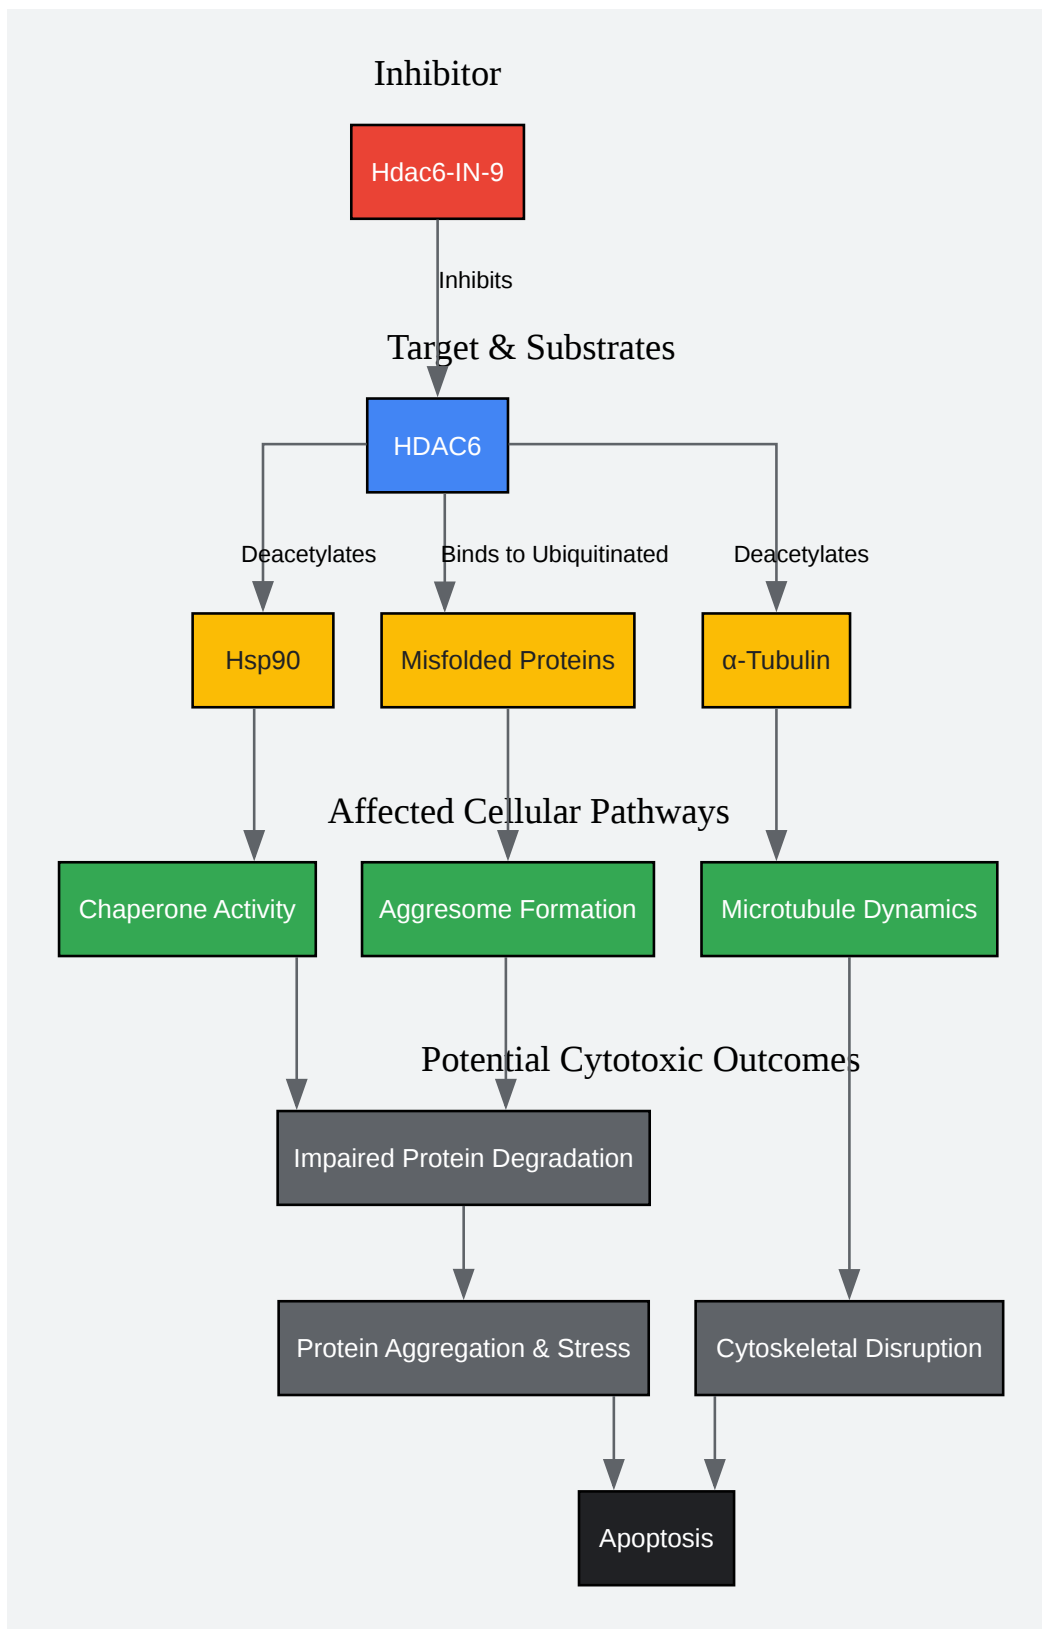 Inhibitor
Hdac6-IN-9
Inhibits
Target & Substrates
HDAC6
Deacetylates
Binds to Ubiquitinated
Deacetylates
Hsp90
Misfolded Proteins
α-Tubulin
Affected Cellular Pathways
Chaperone Activity
Aggresome Formation
Microtubule Dynamics
Potential Cytotoxic Outcomes
Impaired Protein Degradation
Protein Aggregation & Stress
Cytoskeletal Disruption
Apoptosis